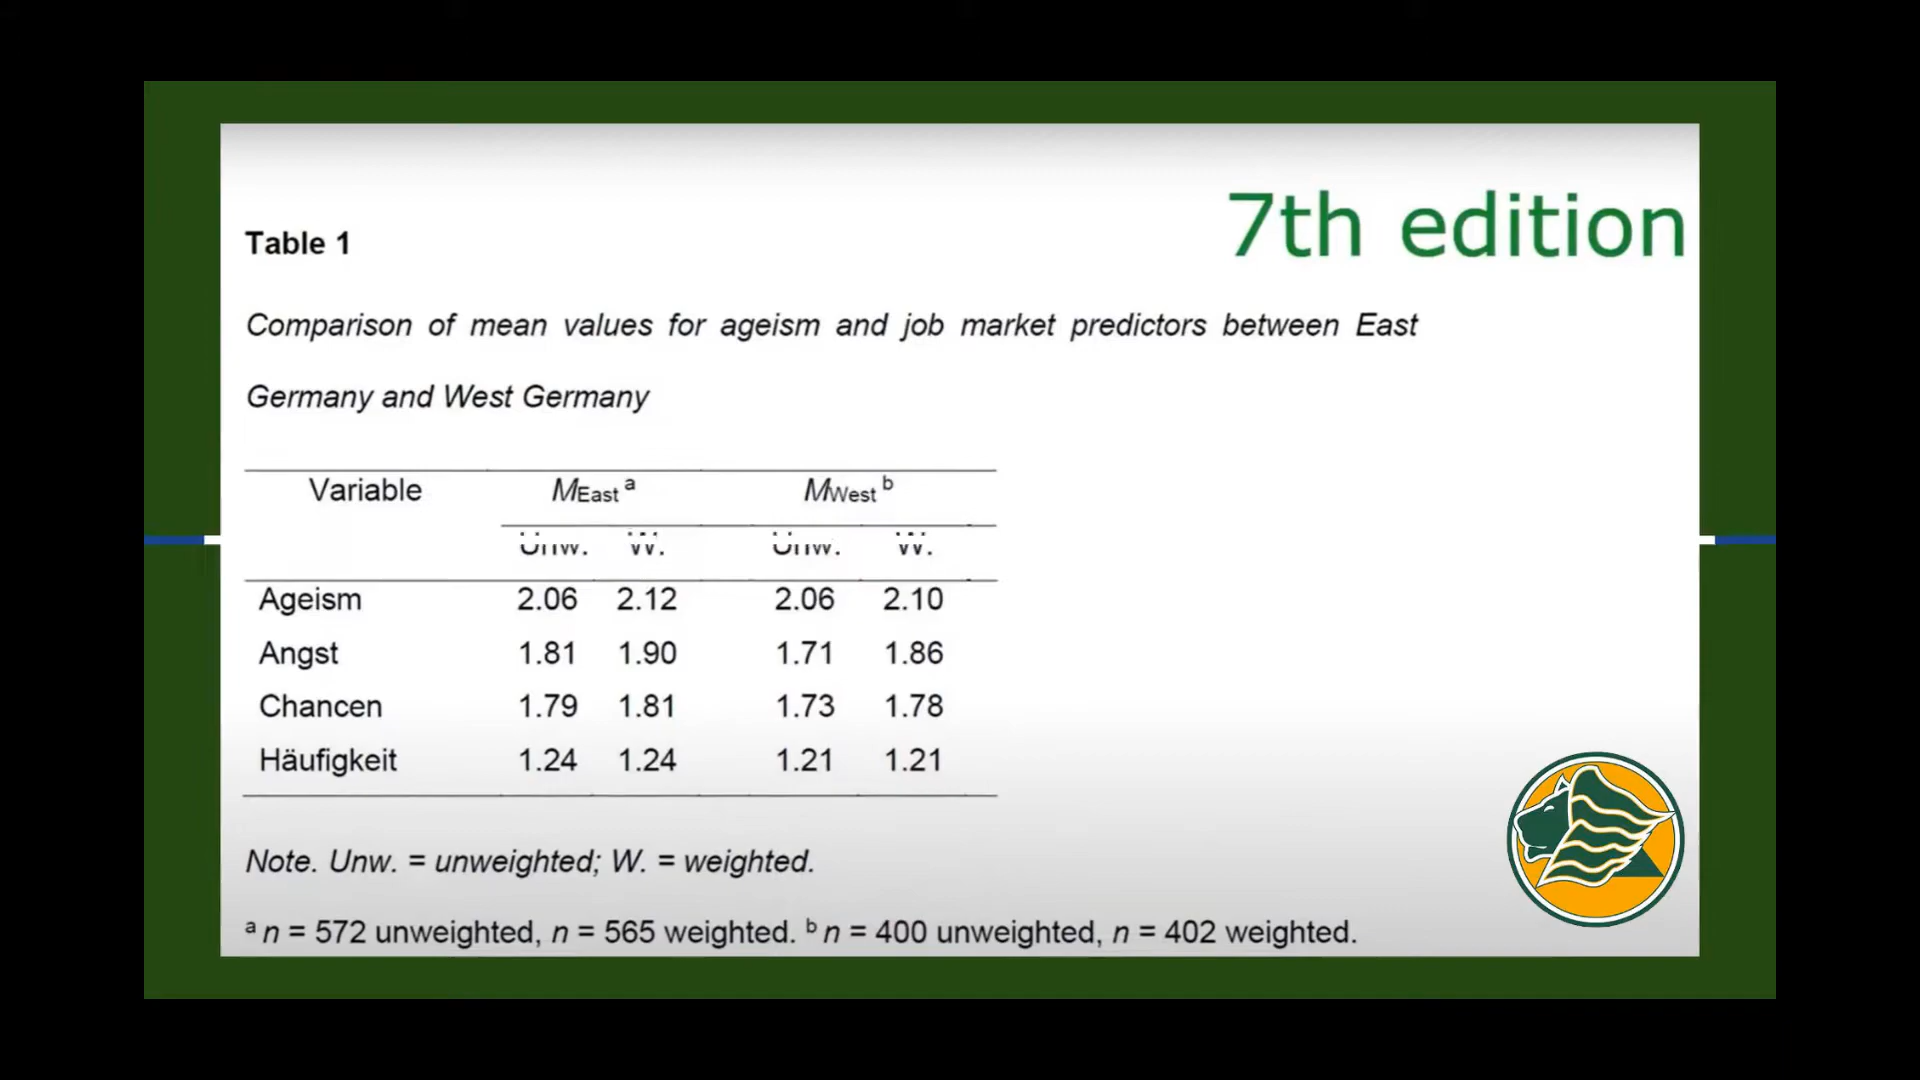 7th edition
Table 1
Comparison of mean values for ageism and job market predictors between East
Germany and West Germany
Variable MEast a MWest b
Unw. W. Unw. W.
Ageism 2.06 2.12 2.06 2.10
Angst 1.81 1.90 1.71 1.86
Chancen 1.79 1.81 1.73 1.78
Häufigkeit 1.24 1.24 1.21 1.21
Note. Unw. = unweighted; W. = weighted.
a n = 572 unweighted, n = 565 weighted. b n = 400 unweighted, n = 402 weighted.